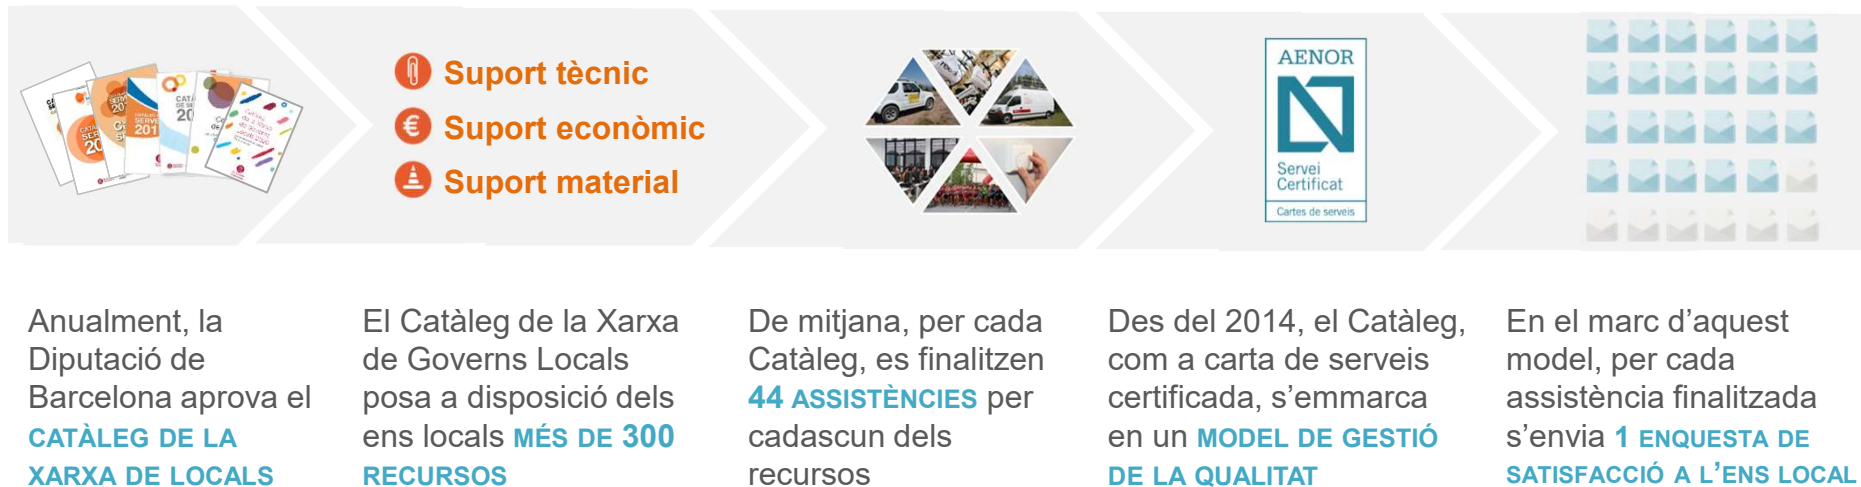 Suport tècnic
Suport econòmic
Suport material
AENOR
Servei
Certificat
Cartes de serveis
Anualment, la
Diputació de
Barcelona aprova el
CATÀLEG DE LA
XARXA DE LOCALS
El Catàleg de la Xarxa
de Governs Locals
posa a disposició dels
ens locals MÉS DE 300
RECURSOS
De mitjana, per cada
Catàleg, es finalitzen
44 ASSISTÈNCIES per
cadascun dels
recursos
Des del 2014, el Catàleg,
com a carta de serveis
certificada, s’emmarca
en un MODEL DE GESTIÓ
DE LA QUALITAT
En el marc d’aquest
model, per cada
assistència finalitzada
s’envia 1 ENQUESTA DE
SATISFACCIÓ A L’ENS LOCAL